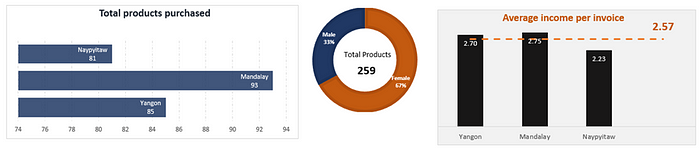 Total products purchased
Naypyitaw
81
Mandalay
93
Yangon
85
74 76 78 80 82 84 86 88 90 92 94
Male
33%
Total Products
259
Female
67%
Average income per invoice
2.57
2.70
2.75
2.23
Yangon Mandalay Naypyitaw